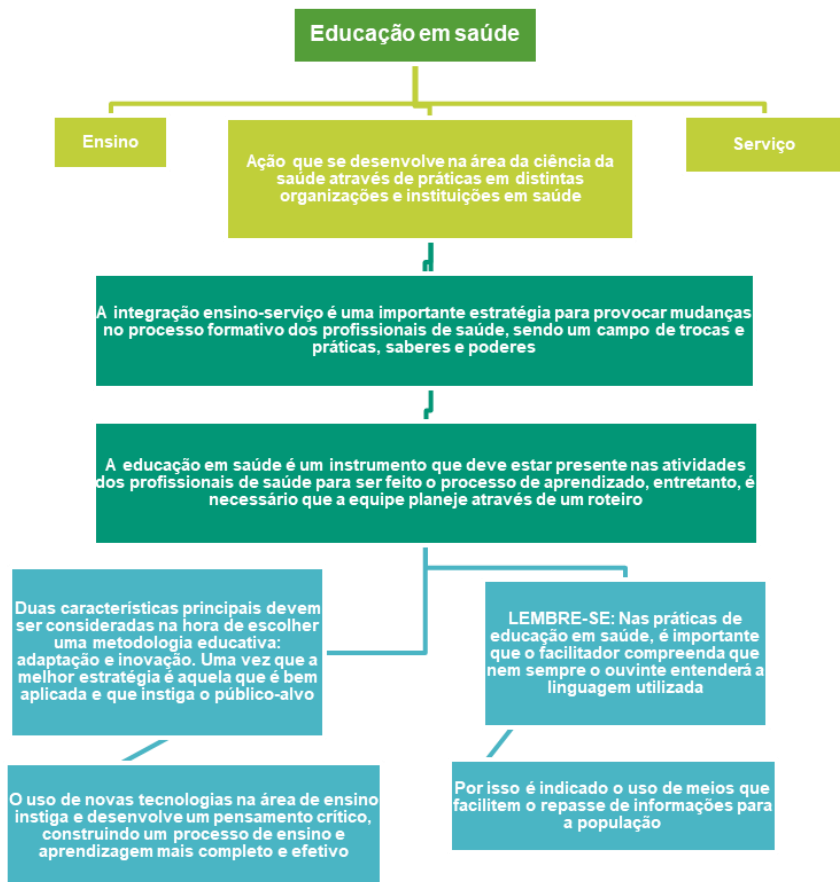 Educação em saúde
Ensino
Ação que se desenvolve na área da ciência da
saúde através de práticas em distintas
organizações e instituições em saúde
Serviço
A integração ensino-serviço é uma importante estratégia para provocar mudanças
no processo formativo dos profissionais de saúde, sendo um campo de trocas e
práticas, saberes e poderes
A educação em saúde é um instrumento que deve estar presente nas atividades
dos profissionais de saúde para ser feito o processo de aprendizado, entretanto, é
necessário que a equipe planeje através de um roteiro
Duas características principais devem
ser consideradas na hora de escolher
uma metodologia educativa:
adaptação e inovação. Uma vez que a
melhor estratégia é aquela que é bem
aplicada e que instiga o público-alvo
LEMBRE-SE: Nas práticas de
educação em saúde, é importante
que o facilitador compreenda que
nem sempre o ouvinte entenderá a
linguagem utilizada
O uso de novas tecnologias na área de ensino
instiga e desenvolve um pensamento crítico,
construindo um processo de ensino e
aprendizagem mais completo e efetivo
Por isso é indicado o uso de meios que
facilitem o repasse de informações para
a população